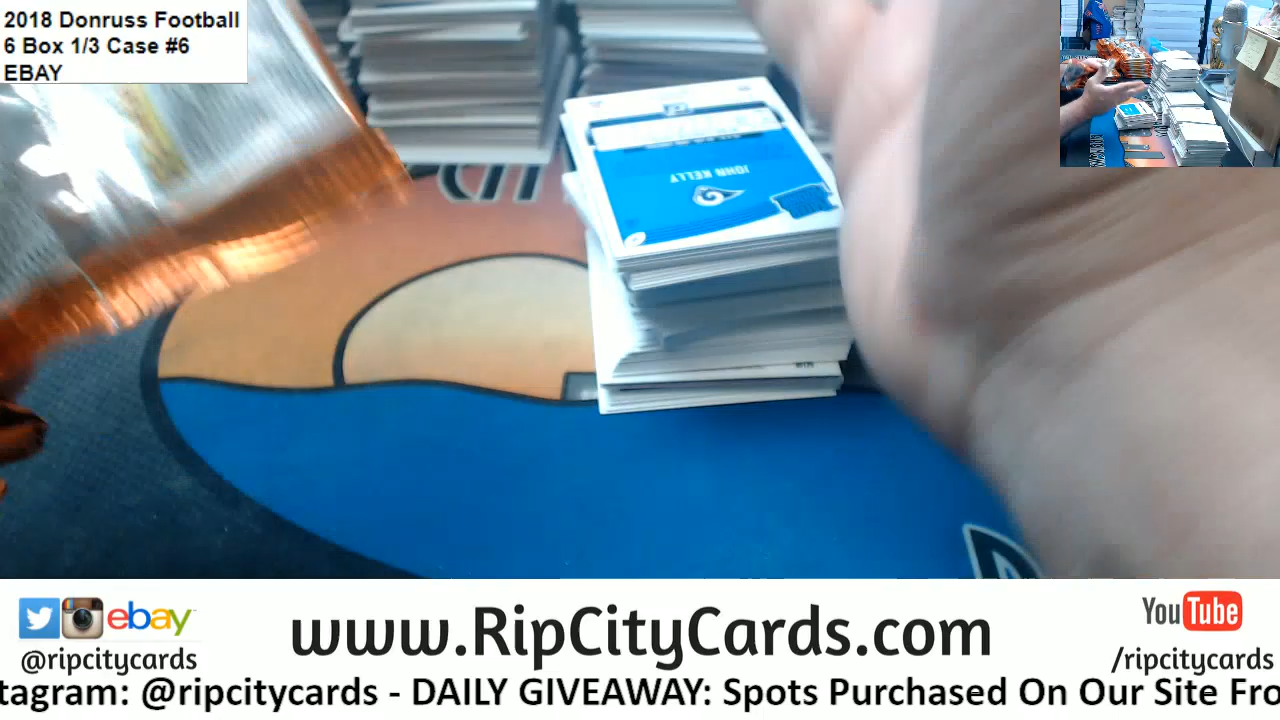 2018 Donruss Football
6 Box 1/3 Case #6
EBAY
JOHN KELLY
ebay
@ripcitycards
www.RipCityCards.com
YouTube
/ripcitycards
tagram: @ripcitycards - DAILY GIVEAWAY: Spots Purchased On Our Site Fro